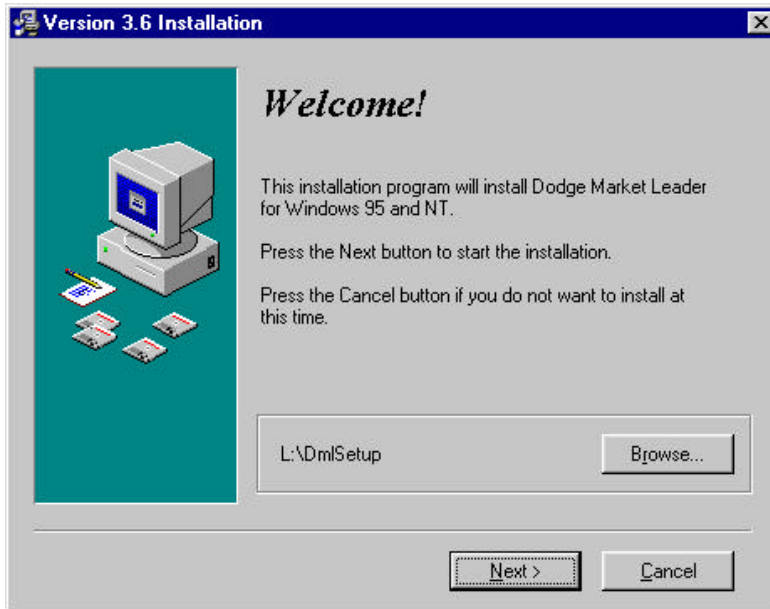 Version 3.6 Installation
Welcome!
This installation program will install Dodge Market Leader
for Windows 95 and NT.
Press the Next button to start the installation.
Press the Cancel button if you do not want to install at
this time.
L:\DmlSetup
Browse...
Next >
Cancel